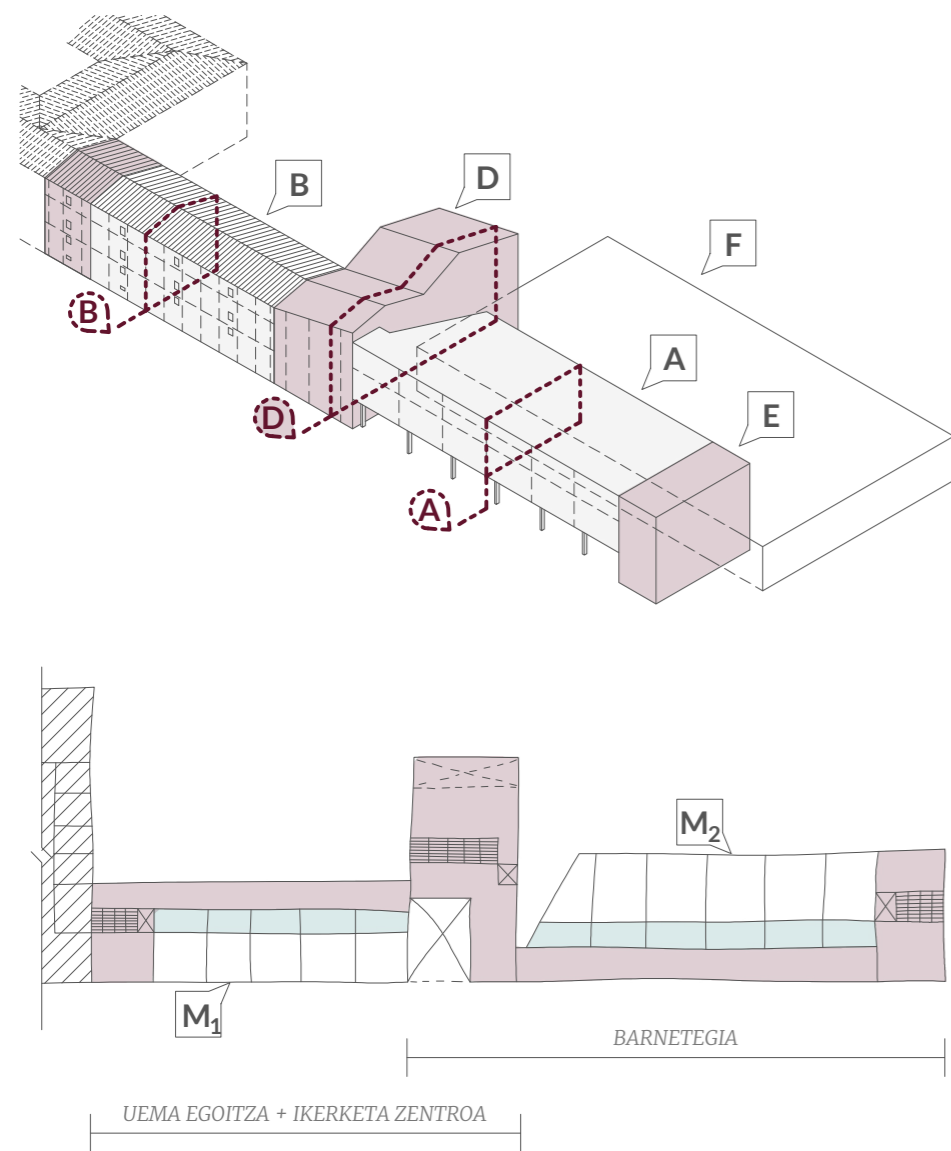 B
D
F
B
A
D
E
A
M₂
M₁
BARNETEGIA
UEMA EGOITZA + IKERKETA ZENTROA